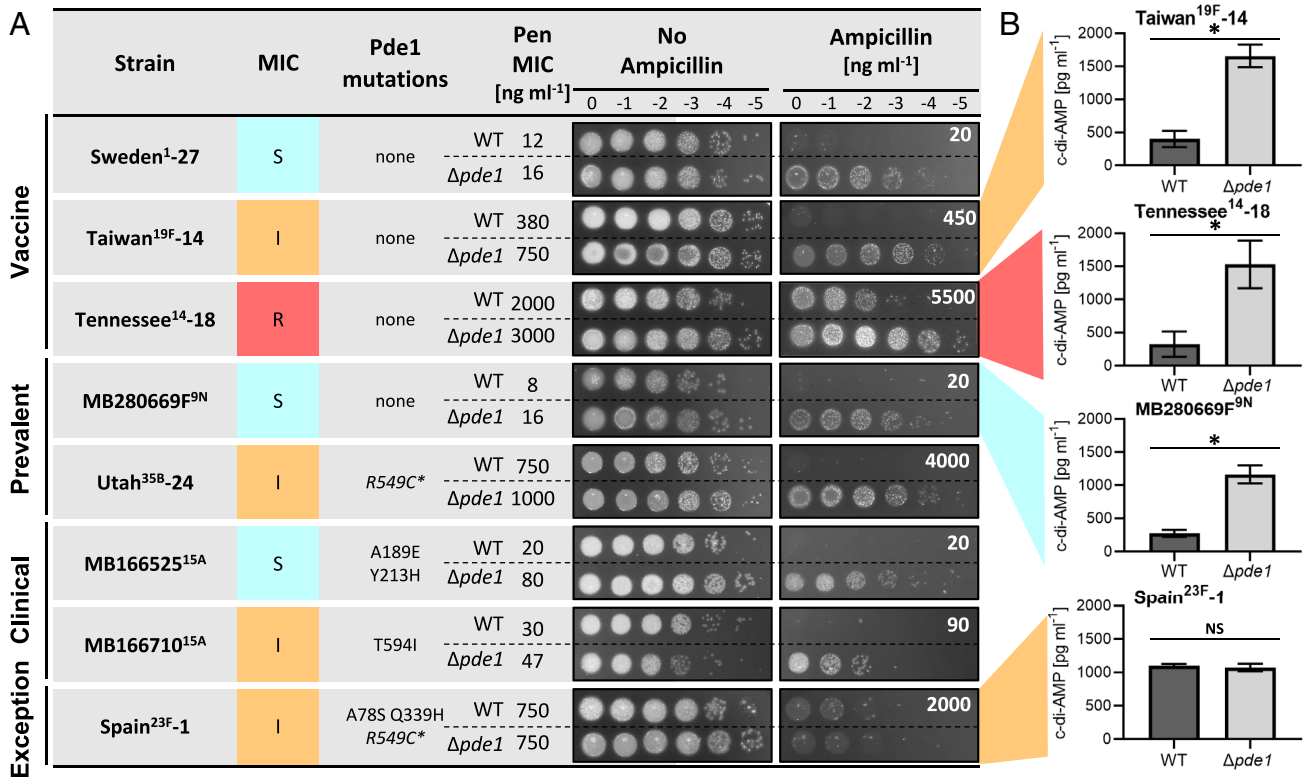 A
Strain
MIC
Pde1
mutations
Pen
MIC
[ng ml⁻¹]
No
Ampicillin
Ampicillin
[ng ml⁻¹]
0 -1 -2 -3 -4 -5
0 -1 -2 -3 -4 -5
Vaccine
Sweden¹-27 S none
WT 12
Δpde1 16
20
Taiwan¹⁹ᶠ-14 I none
WT 380
Δpde1 750
450
Tennessee¹⁴-18 R none
WT 2000
Δpde1 3000
5500
Prevalent
MB280669F⁹ᴺ S none
WT 8
Δpde1 16
20
Utah³⁵ᴮ-24 I R549C*
WT 750
Δpde1 1000
4000
Clinical
MB166525¹⁵ᴬ S
A189E
Y213H
WT 20
Δpde1 80
20
MB166710¹⁵ᴬ I T594I
WT 30
Δpde1 47
90
Exception
Spain²³ᶠ-1 I
A78S Q339H
R549C*
WT 750
Δpde1 750
2000
B
Taiwan¹⁹ᶠ-14
*
c-di-AMP [pg ml⁻¹]
2000
1500
1000
500
0
WT Δpde1
Tennessee¹⁴-18
*
c-di-AMP [pg ml⁻¹]
2000
1500
1000
500
0
WT Δpde1
MB280669F⁹ᴺ
*
c-di-AMP [pg ml⁻¹]
2000
1500
1000
500
0
WT Δpde1
Spain²³ᶠ-1
NS
c-di-AMP [pg ml⁻¹]
2000
1500
1000
500
0
WT Δpde1